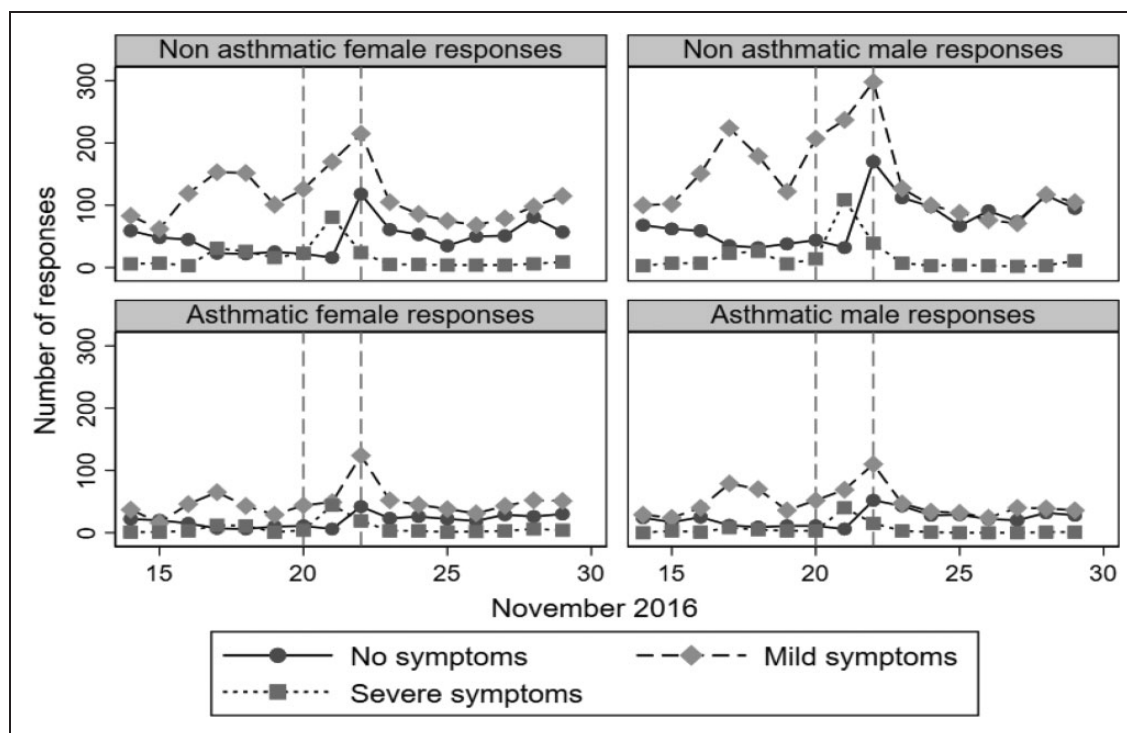 Non asthmatic female responses
Non asthmatic male responses
300
200
100
0
Asthmatic female responses
Asthmatic male responses
300
200
100
0
Number of responses
15 20 25 30
15 20 25 30
November 2016
No symptoms
Mild symptoms
Severe symptoms